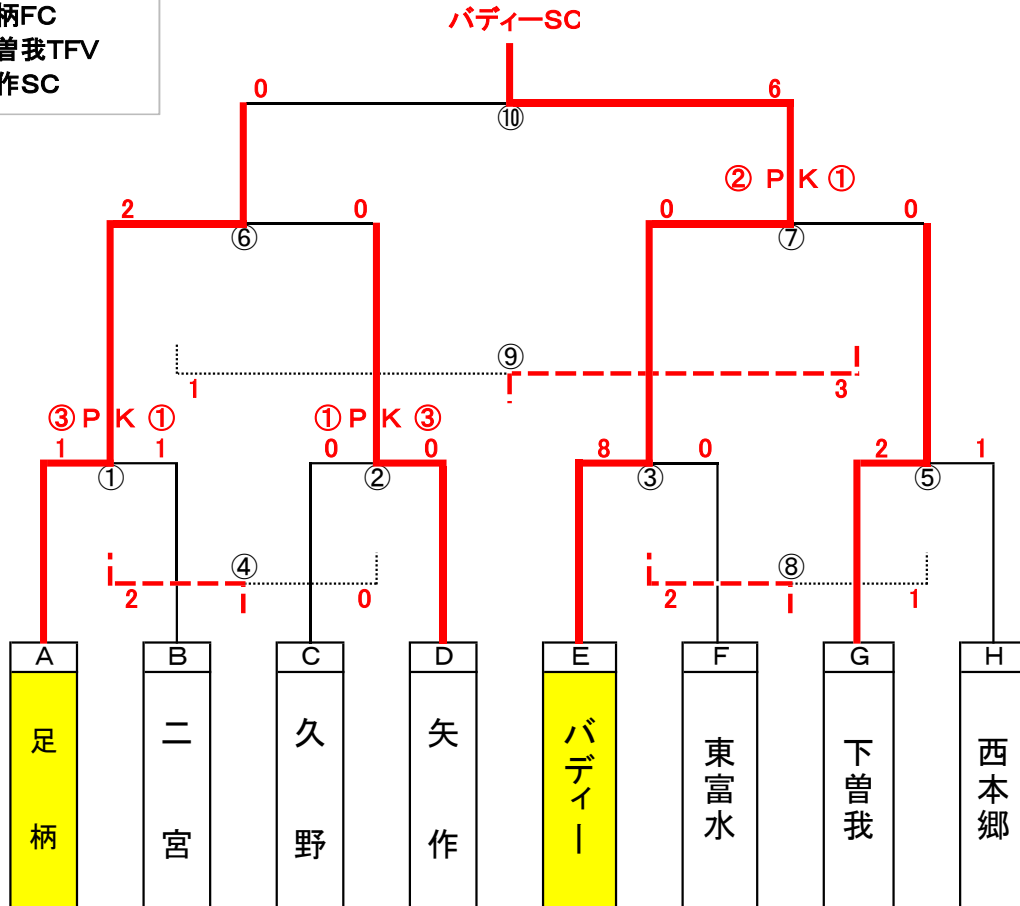 柄FC
曽我TFV
作SC
バディーSC
0 6
⑩
② P K ①
2 0 0 0
⑥ ⑦
⑨
1 3
③ P K ① ① P K ③
1 1 0 0 8 0 2 1
① ② ③ ⑤
④ ⑧
2 0 2 1
A B C D E F G H
足柄
二宮
久野
矢作
バディー
東富水
下曽我
西本郷